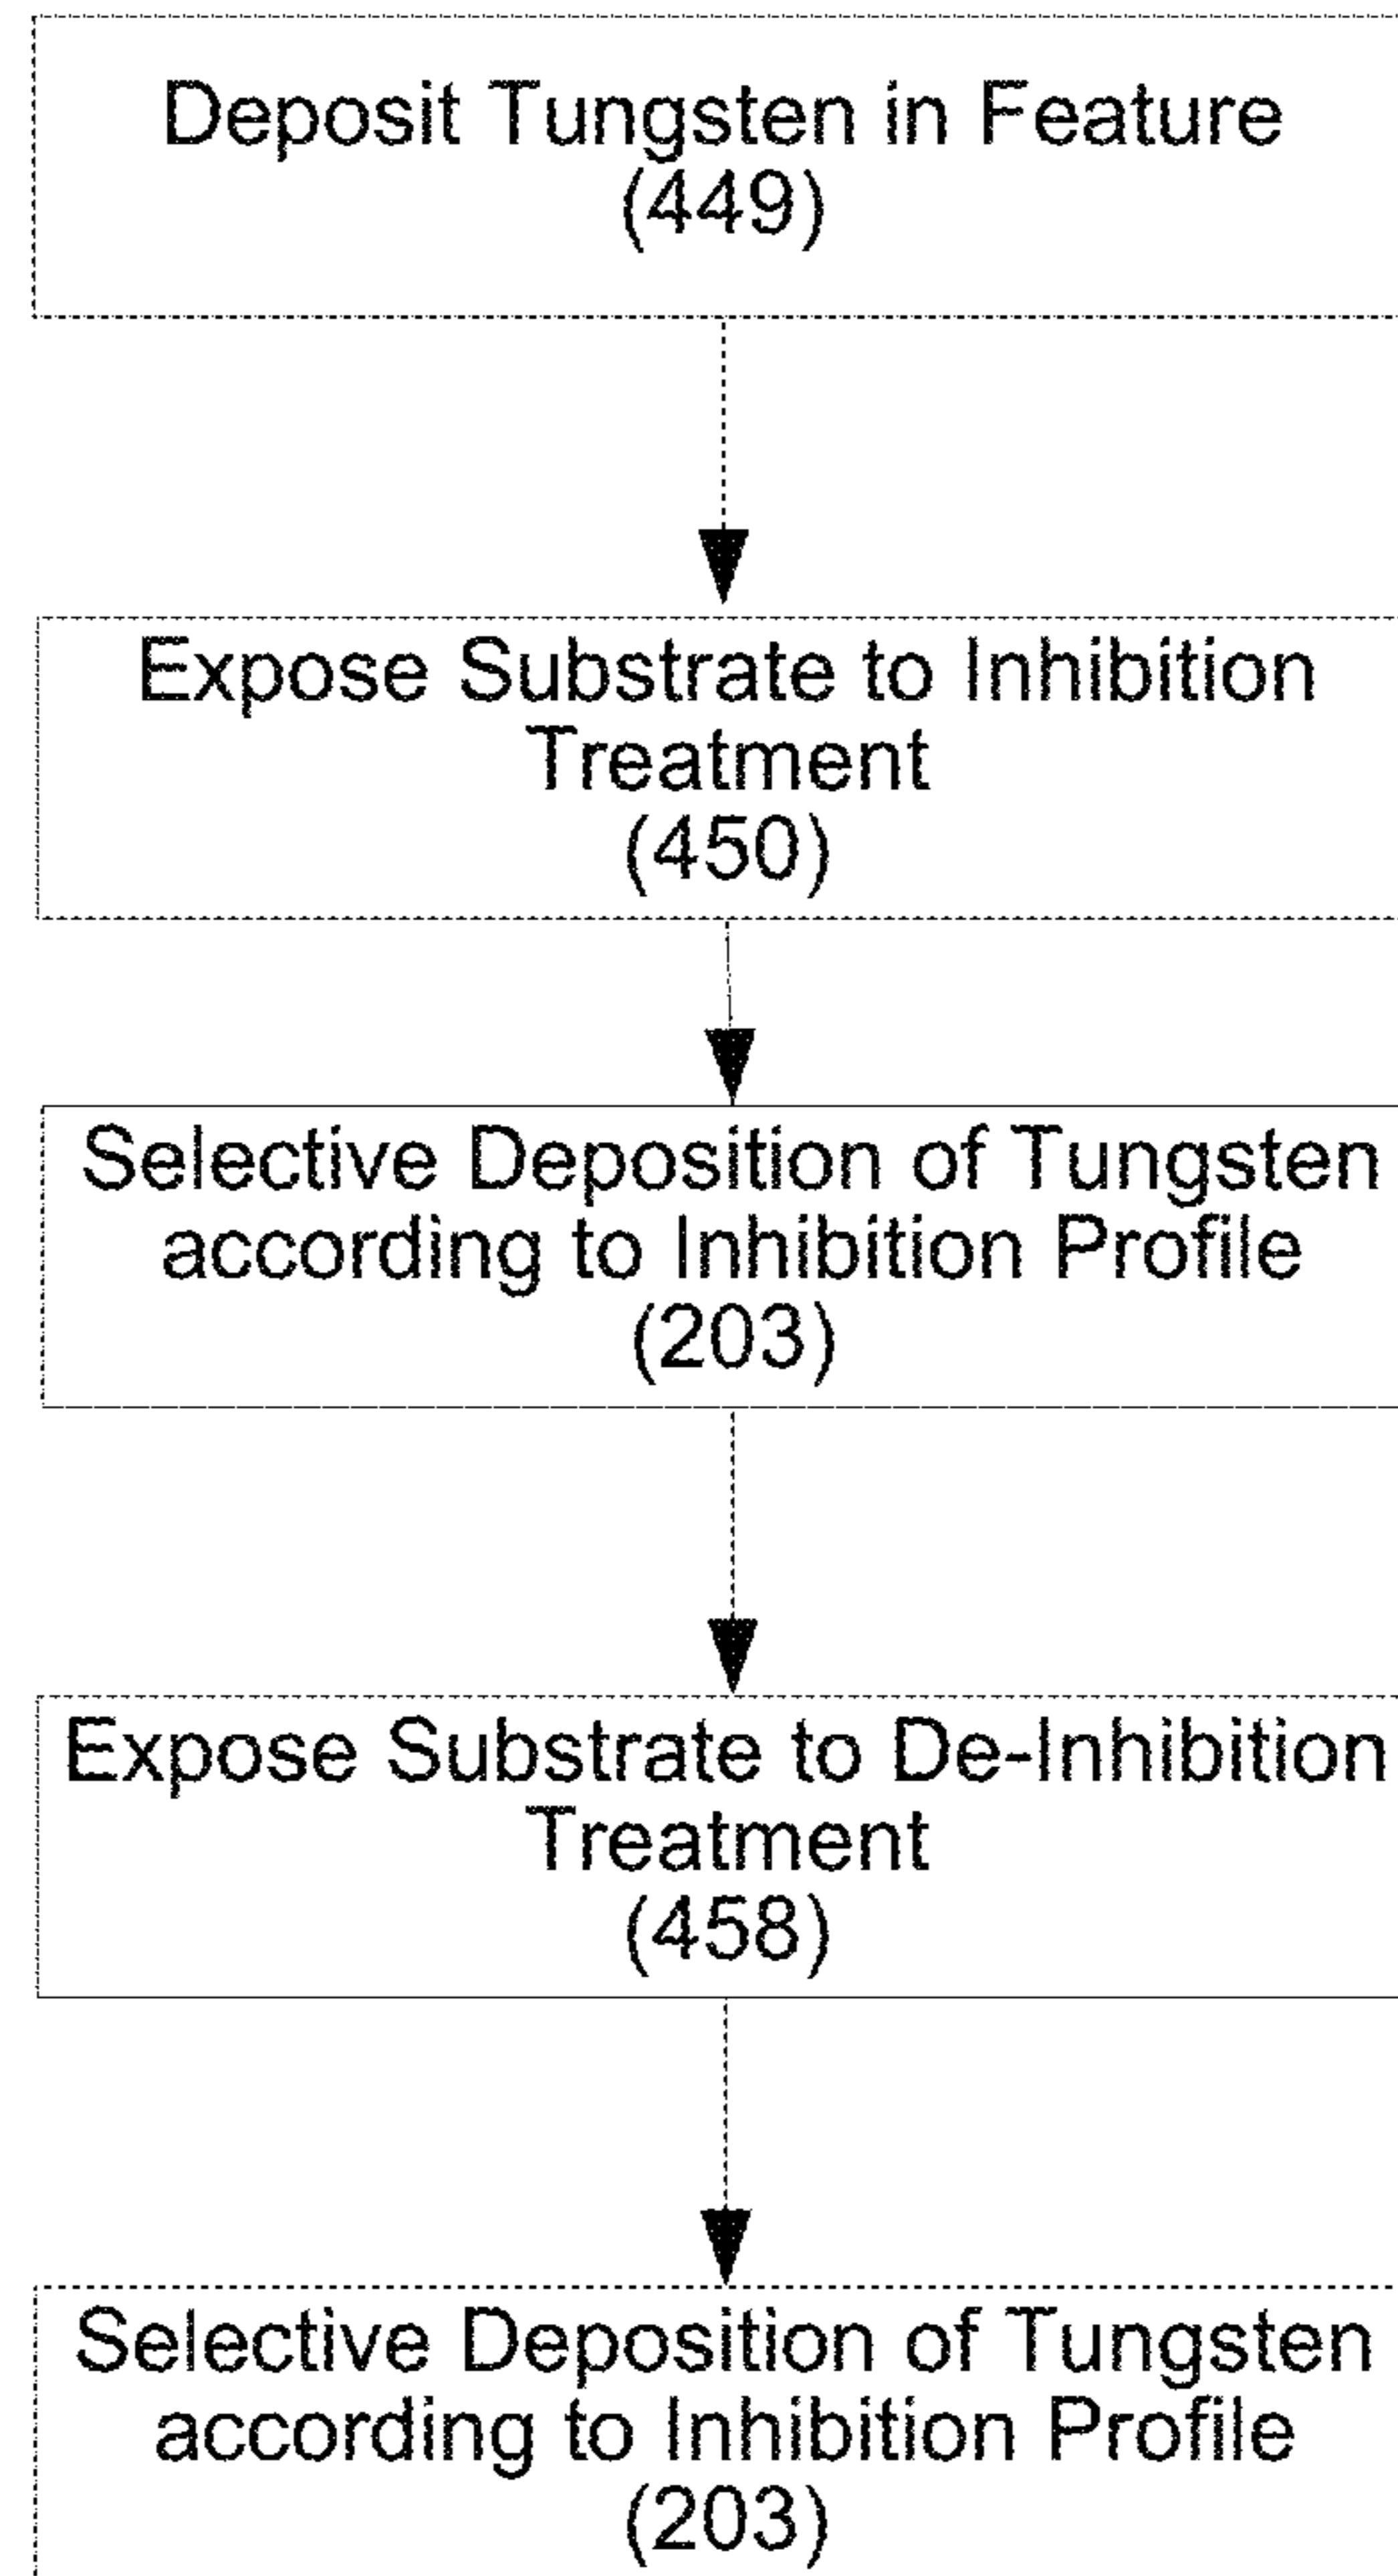 Deposit Tungsten in Feature
(449)
Expose Substrate to Inhibition
Treatment
(450)
Selective Deposition of Tungsten
according to Inhibition Profile
(203)
Expose Substrate to De-Inhibition
Treatment
(458)
Selective Deposition of Tungsten
according to Inhibition Profile
(203)